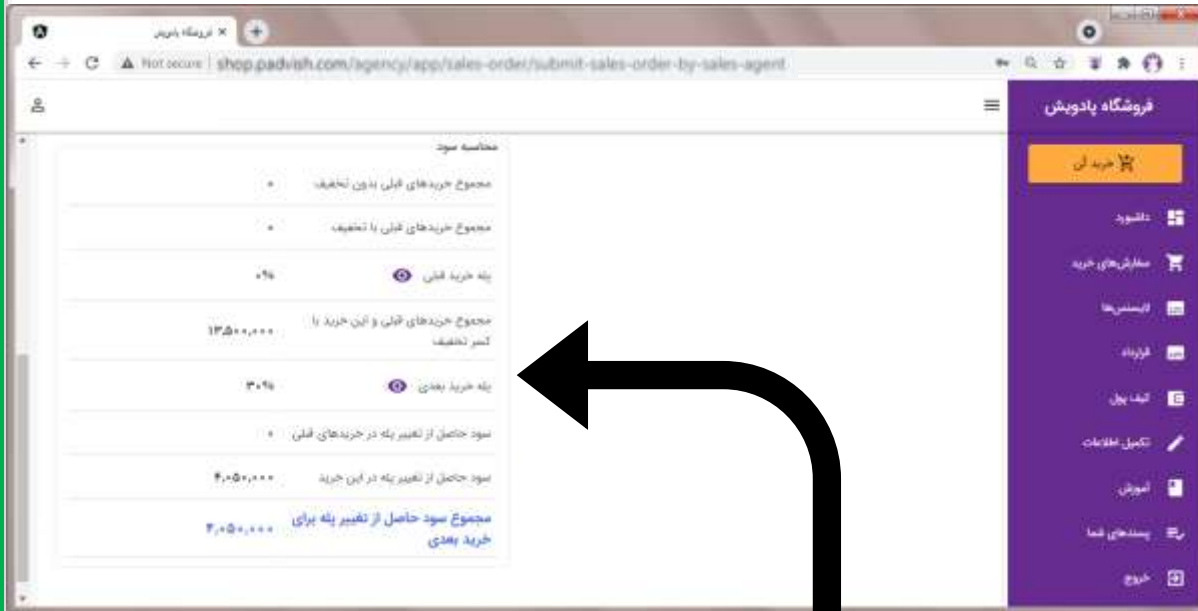 فروشگاه پادویش
Not secure | shop.padvish.com/agency/app/sales-order/submit-sales-order-by-sales-agent
فروشگاه پادویش
خرید آن
داشبورد
سفارش‌های خرید
لایسنس‌ها
قرارداد
کیف پول
تکمیل اطلاعات
آموزش
پسندهای شما
خروج
محاسبه سود
مجموع خریدهای قبلی بدون تخفیف ۰
مجموع خریدهای قبلی با تخفیف ۰
پله خرید قبلی ۰%
مجموع خریدهای قبلی و این خرید با ۱۳,۵۰۰,۰۰۰
کسر تخفیف
پله خرید بعدی ۳۰%
سود حاصل از تغییر پله در خریدهای قبلی ۰
سود حاصل از تغییر پله در این خرید ۴,۰۵۰,۰۰۰
مجموع سود حاصل از تغییر پله برای ۴,۰۵۰,۰۰۰
خرید بعدی